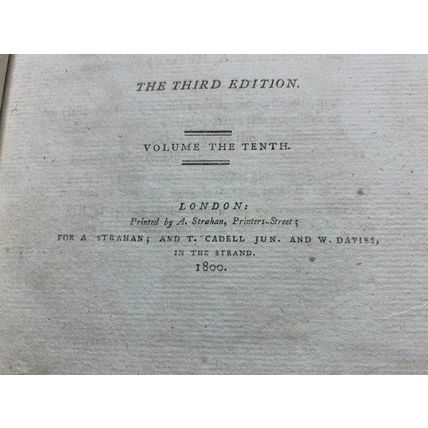 THE THIRD EDITION.
VOLUME THE TENTH.
LONDON:
Printed by A. Strahan, Printers-Street;
FOR A STRAHAN; AND T. CADELL JUN. AND W. DAVIES,
IN THE STRAND.
1800.